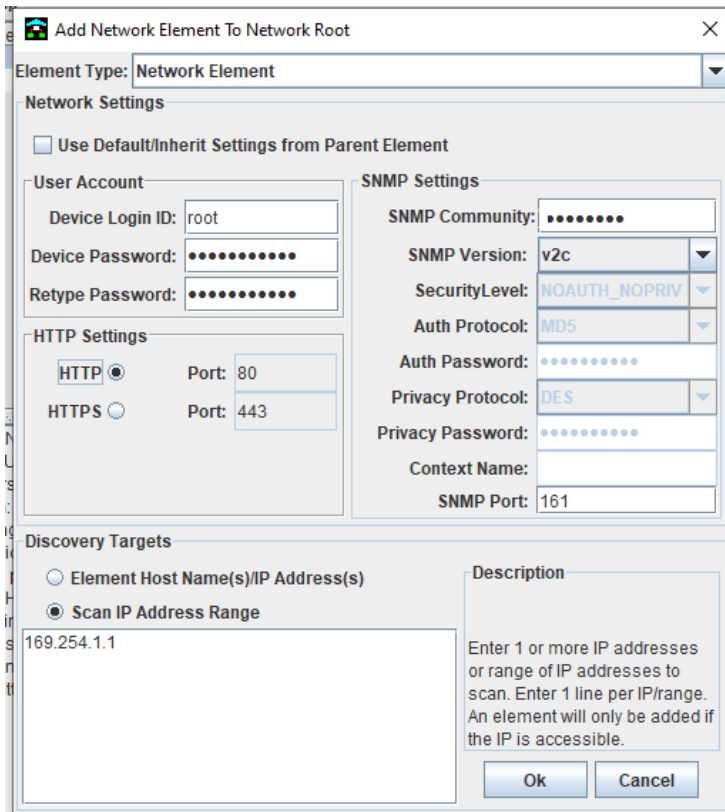 Add Network Element To Network Root
Element Type: Network Element
Network Settings
Use Default/Inherit Settings from Parent Element
User Account
Device Login ID: root
Device Password: •••••••••••
Retype Password: •••••••••••
HTTP Settings
HTTP Port: 80
HTTPS Port: 443
SNMP Settings
SNMP Community: ••••••••
SNMP Version: v2c
SecurityLevel: NOAUTH_NOPRIV
Auth Protocol: MD5
Auth Password: ••••••••••
Privacy Protocol: DES
Privacy Password: ••••••••••
Context Name:
SNMP Port: 161
Discovery Targets
Element Host Name(s)/IP Address(s)
Scan IP Address Range
169.254.1.1
Description
Enter 1 or more IP addresses
or range of IP addresses to
scan. Enter 1 line per IP/range.
An element will only be added if
the IP is accessible.
Ok Cancel